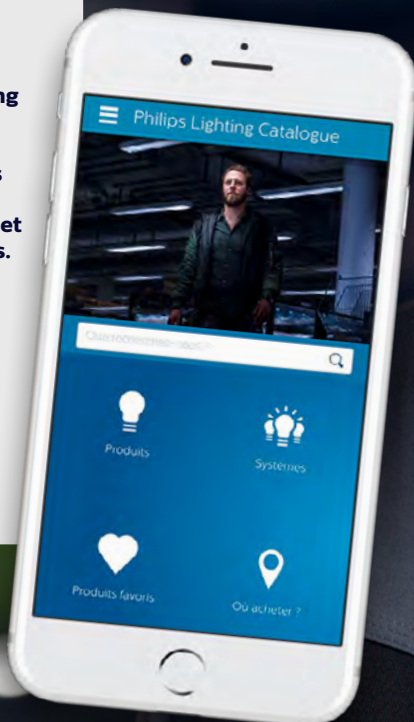 ng
s
et
s.
Philips Lighting Catalogue
Produits
Systèmes
Produits favoris
Où acheter ?